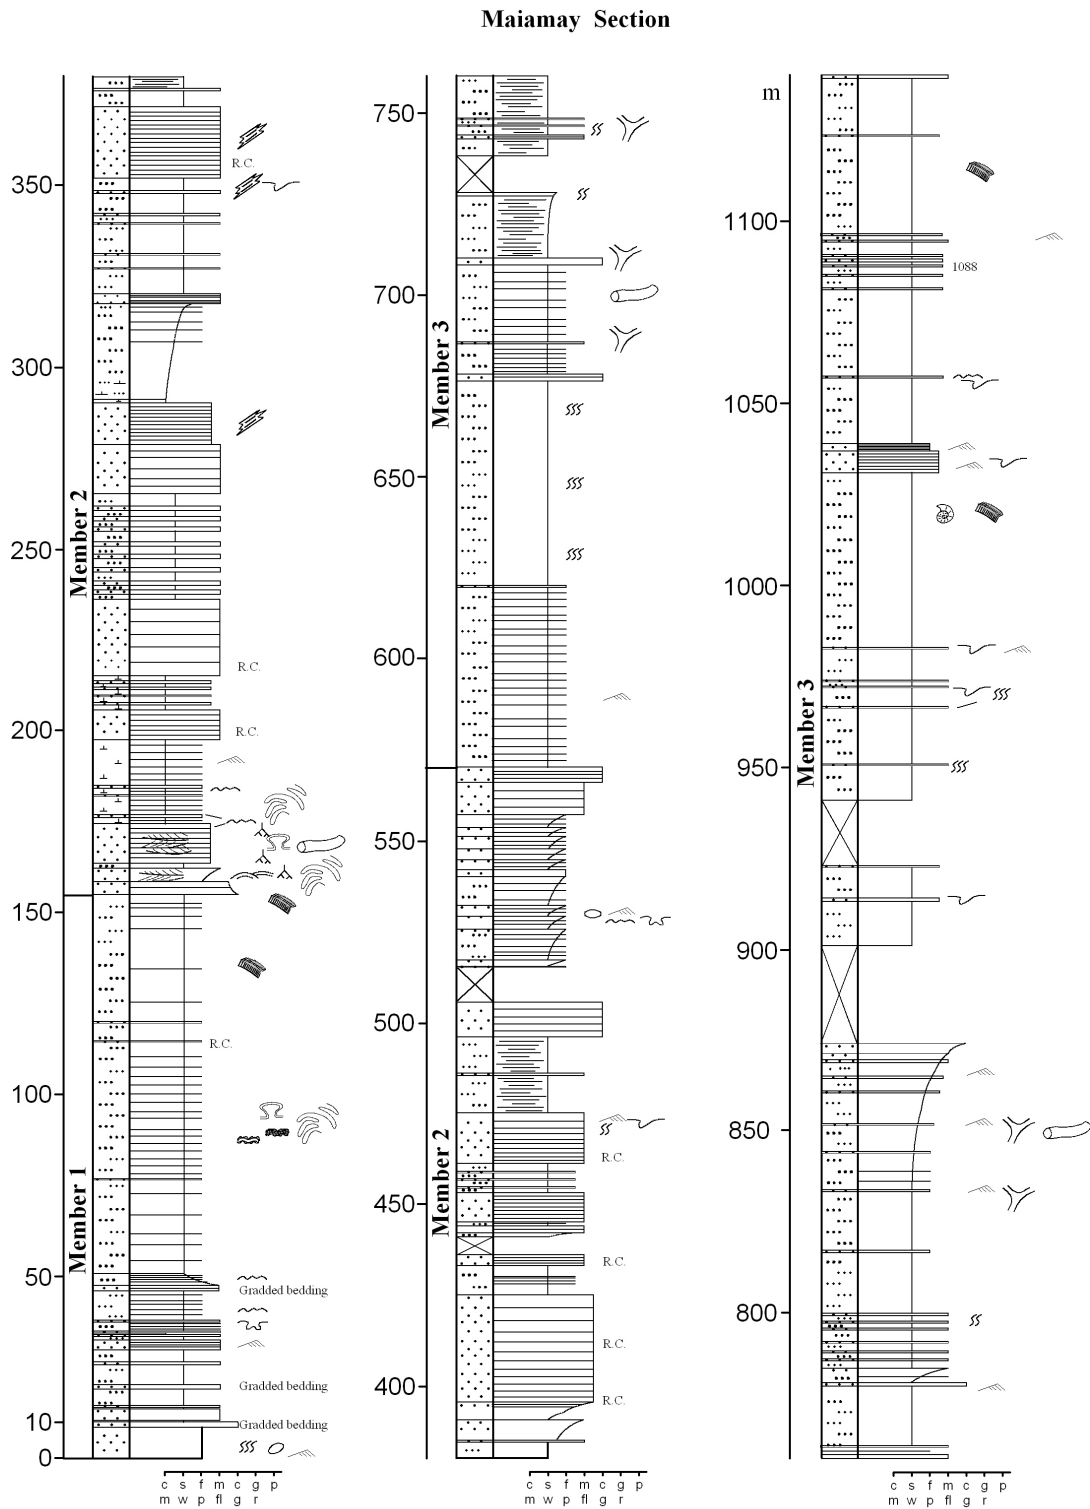 Maiamay Section
350
300
250
200
150
100
50
10
0
Member 2
Member 1
R.C.
R.C.
R.C.
R.C.
Gradded bedding
Gradded bedding
Gradded bedding
c s f m c g p
m w p fl g r
750
700
650
600
550
500
450
400
Member 3
Member 2
R.C.
R.C.
R.C.
R.C.
c s f m c g p
m w p fl g r
m
1100
1050
1000
950
900
850
800
Member 3
1088
c s f m c g p
m w p fl g r